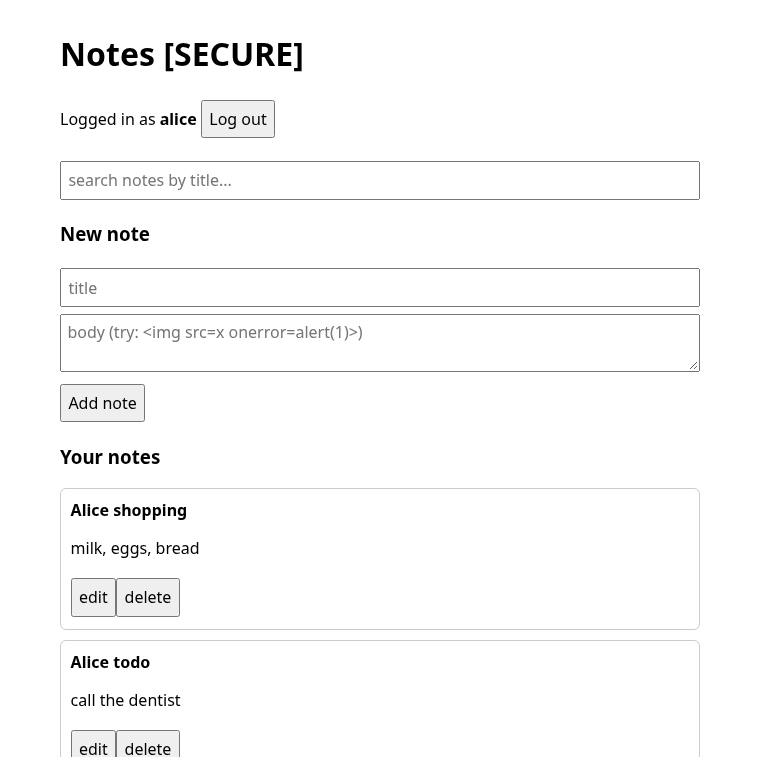 Notes [SECURE]
Logged in as alice Log out
search notes by title...
New note
title
body (try: <img src=x onerror=alert(1)>)
Add note
Your notes
Alice shopping
milk, eggs, bread
edit delete
Alice todo
call the dentist
edit delete